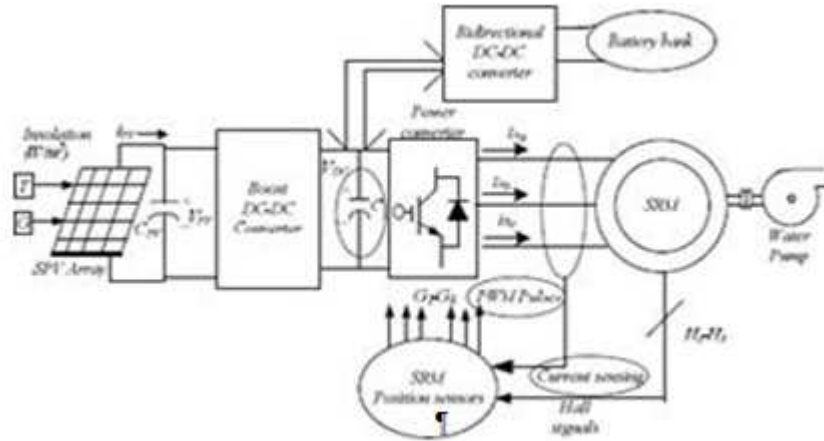 Bidirectional
DC-DC
converter
Battery bank
Insolation
Power
converter
T
G
Boost
DC-DC
Converter
C
SRM
Water
Pump
SPV Array
PWM Pulses
SRM
Position sensors
¶
Current sensing
Hall
signals